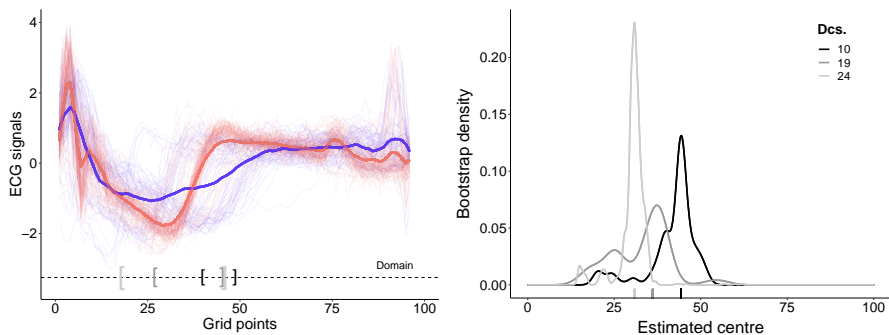 ECG signals
4
2
0
−2
Domain
[ [ [ ] ] ]
0 25 50 75 100
Grid points
Bootstrap density
0.20
0.15
0.10
0.05
0.00
Dcs.
10
19
24
0 25 50 75 100
Estimated centre